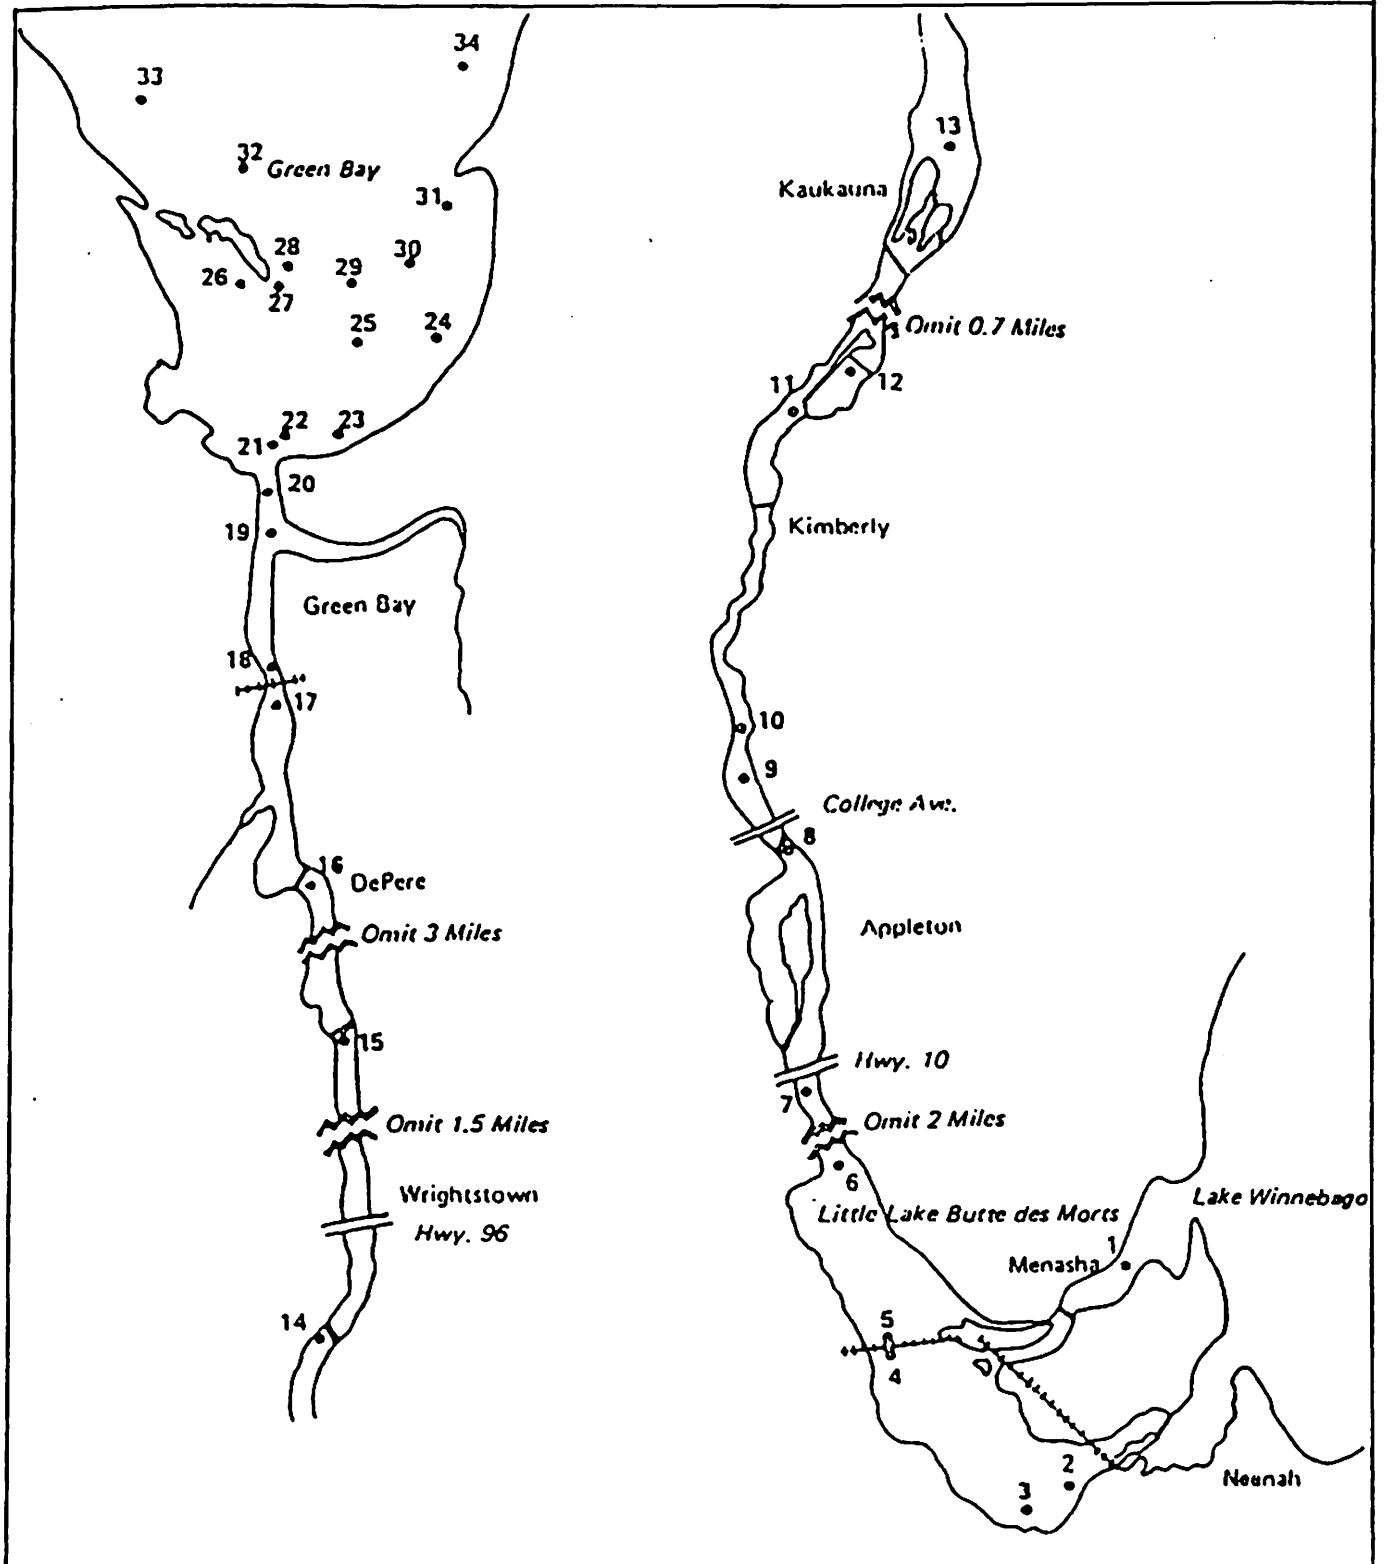 34
33
32
Green Bay
31
30
28
29
26
27
25
24
22
23
21
20
19
Green Bay
18
17
16
DePere
Omit 3 Miles
15
Omit 1.5 Miles
Wrightstown
Hwy. 96
14
13
Kaukauna
Omit 0.7 Miles
11
12
Kimberly
10
9
College Ave.
8
Appleton
Hwy. 10
7
Omit 2 Miles
6
Little Lake Butte des Morts
Lake Winnebago
1
Menasha
5
4
2
3
Neenah